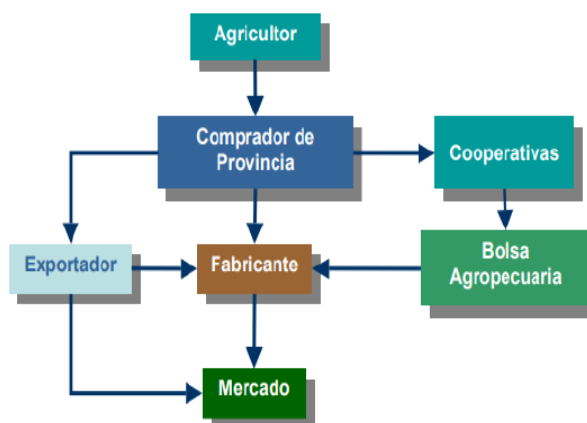 Agricultor
Comprador de
Provincia
Cooperativas
Exportador
Fabricante
Bolsa
Agropecuaria
Mercado